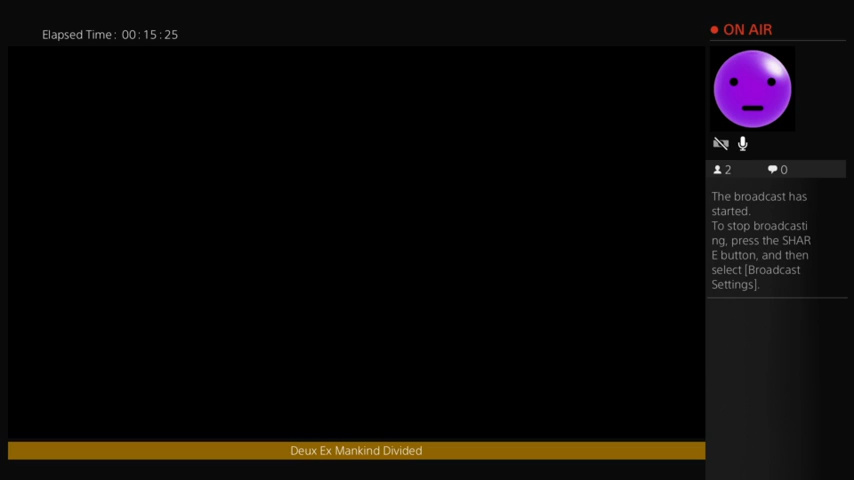 Elapsed Time: 00:15:25
ON AIR
2 0
The broadcast has
started.
To stop broadcasti
ng, press the SHAR
E button, and then
select [Broadcast
Settings].
Deux Ex Mankind Divided